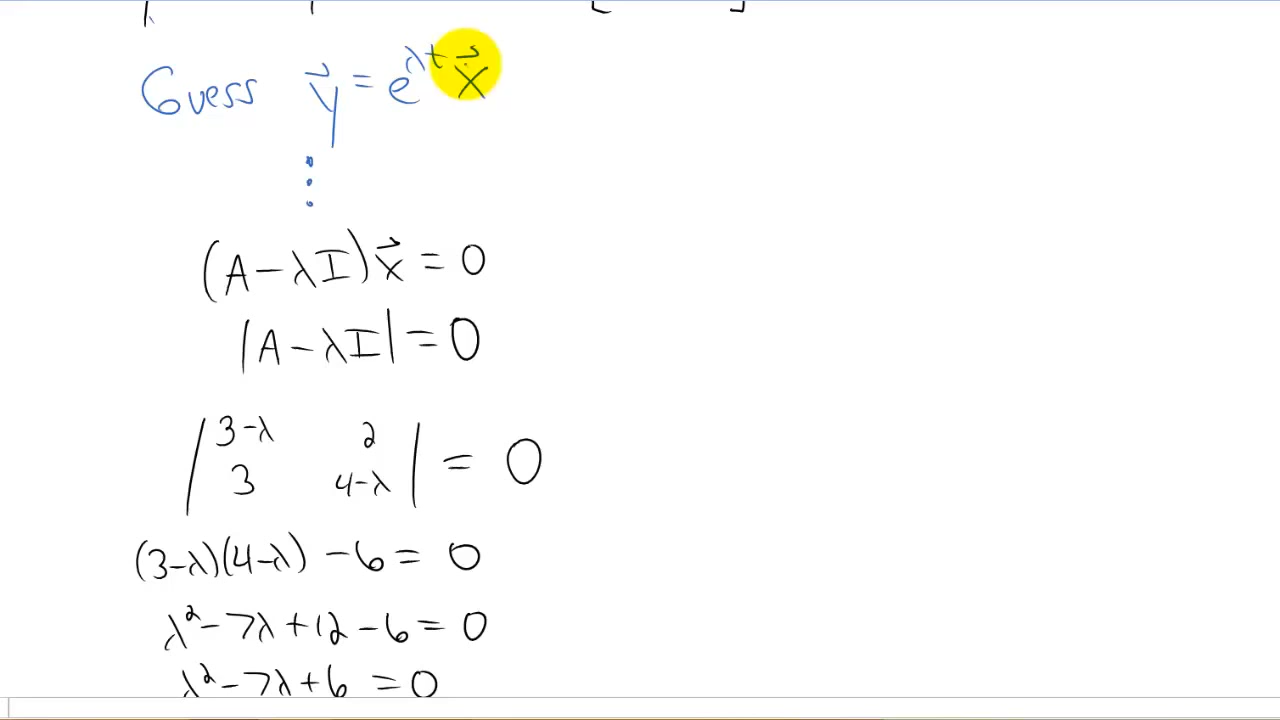 Guess y⃗ = e^{λt} x⃗
⋮
(A - λI)x⃗ = 0
|A - λI| = 0
| 3-λ 2 |
| 3 4-λ | = 0
(3-λ)(4-λ) - 6 = 0
λ² - 7λ + 12 - 6 = 0
λ² - 7λ + 6 = 0